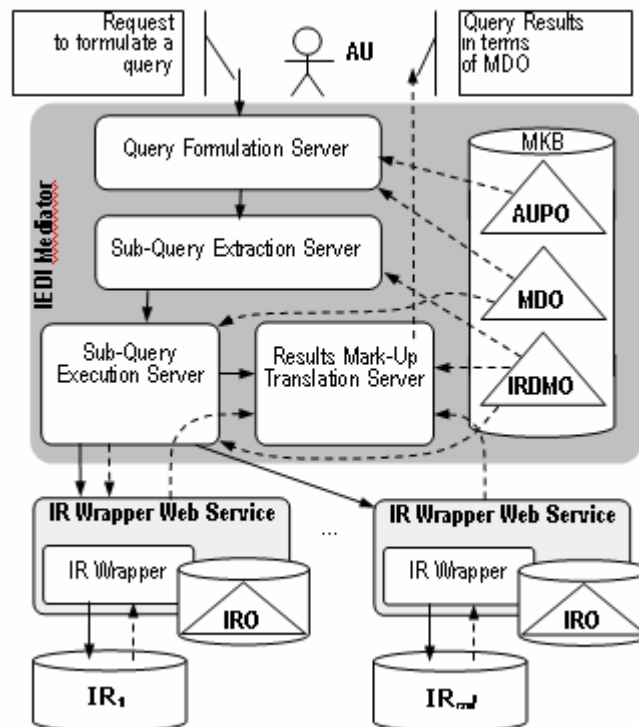 Request
to formulate a
query
AU
Query Results
in terms
of MDO
IEDI Mediator
Query Formulation Server
MKB
AUPO
Sub-Query Extraction Server
MDO
Sub-Query
Execution Server
Results Mark-Up
Translation Server
IRDMO
IR Wrapper Web Service
...
IR Wrapper Web Service
IR Wrapper
IRO
IR Wrapper
IRO
IR₁
IR